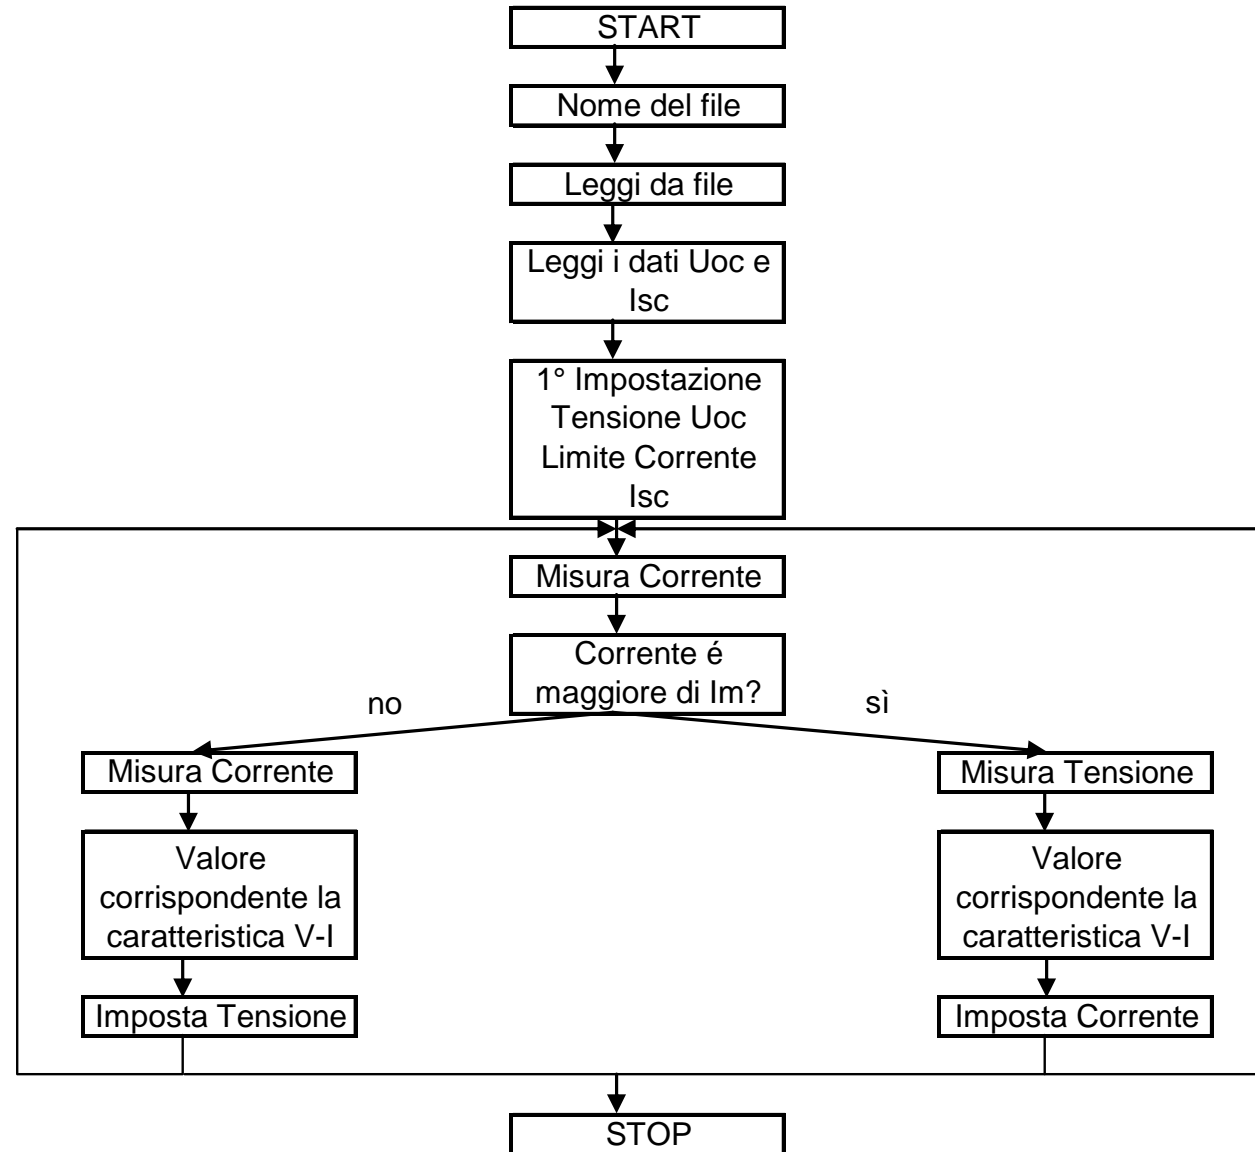 START
Nome del file
Leggi da file
Leggi i dati Uoc e
Isc
1° Impostazione
Tensione Uoc
Limite Corrente
Isc
Misura Corrente
Corrente é
maggiore di Im?
no
sì
Misura Corrente
Valore
corrispondente la
caratteristica V-I
Imposta Tensione
Misura Tensione
Valore
corrispondente la
caratteristica V-I
Imposta Corrente
STOP